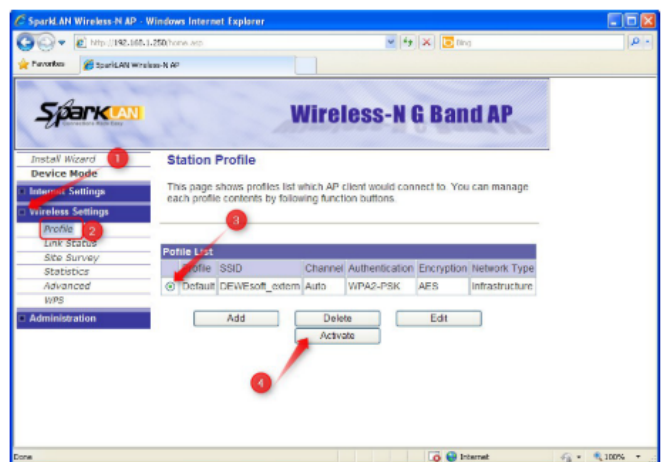 SparkLAN Wireless-N AP - Windows Internet Explorer
http://192.168.1.250/home.asp
Bing
Favorites SparkLAN Wireless-N AP
SparkLAN
Wireless-N G Band AP
Install Wizard
Device Mode
Internet Settings
Wireless Settings
Profile
Link Status
Site Survey
Statistics
Advanced
WPS
Administration
1
2
Station Profile
This page shows profiles list which AP client would connect to. You can manage
each profile contents by following function buttons.
3
Pofile List
Profile SSID Channel Authentication Encryption Network Type
Default DEWEsoft_extern Auto WPA2-PSK AES Infrastructure
Add Delete Edit
Activate
4
Done Internet 100%